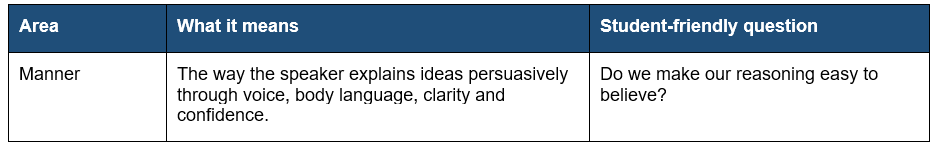 Area What it means Student-friendly question
Manner The way the speaker explains ideas persuasively Do we make our reasoning easy to
through voice, body language, clarity and believe?
confidence.